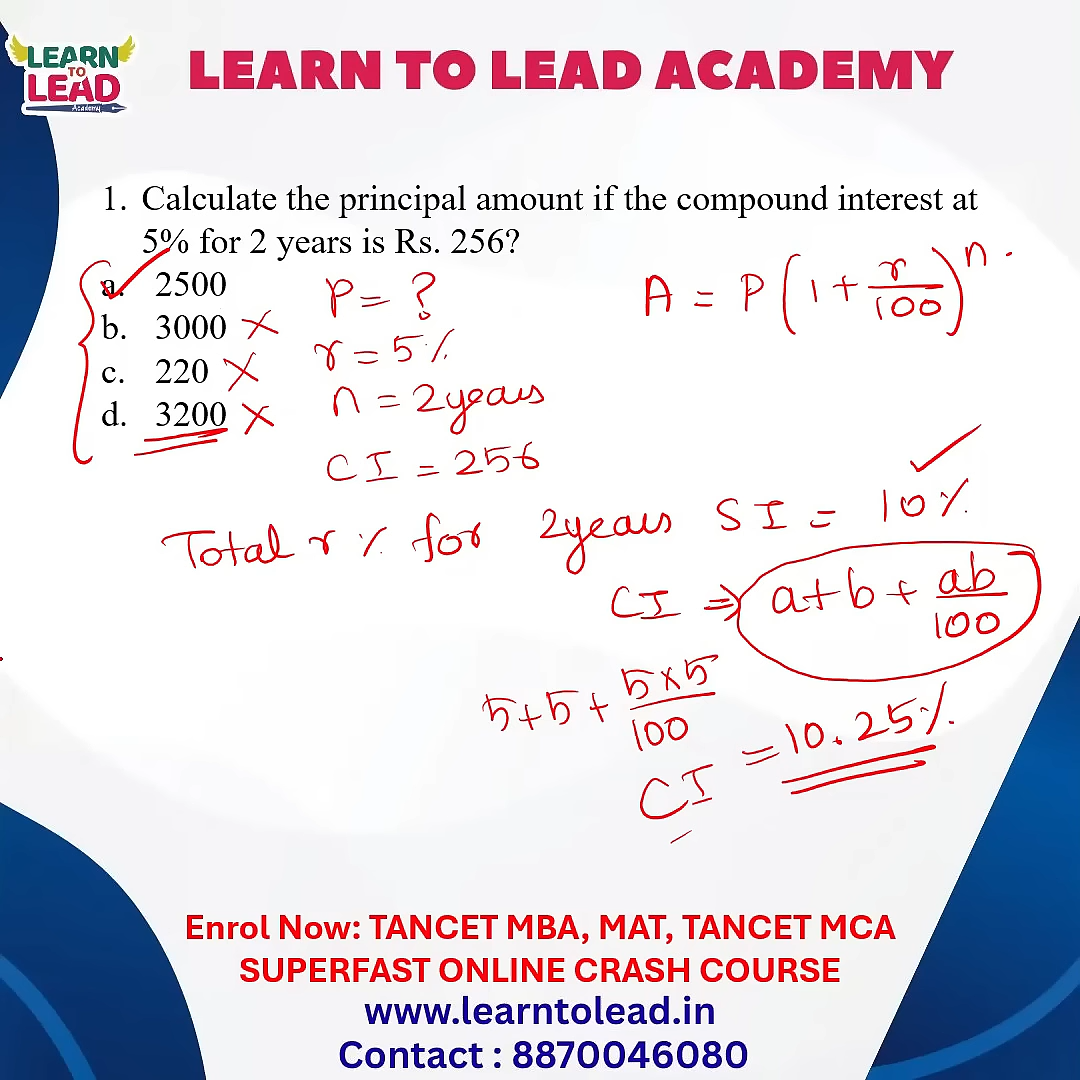 LEARN
TO
LEAD
Academy
LEARN TO LEAD ACADEMY
1. Calculate the principal amount if the compound interest at
5% for 2 years is Rs. 256?
a. 2500
b. 3000 ×
c. 220 ×
d. 3200 ×
P = ?
r = 5%
n = 2years
CI = 256
A = P(1 + r/100)^n.
Total r % for 2years SI = 10%
CI ⇒ a+b+ ab/100
5+5+ 5×5/100
CI = 10.25%
Enrol Now: TANCET MBA, MAT, TANCET MCA
SUPERFAST ONLINE CRASH COURSE
www.learntolead.in
Contact : 8870046080